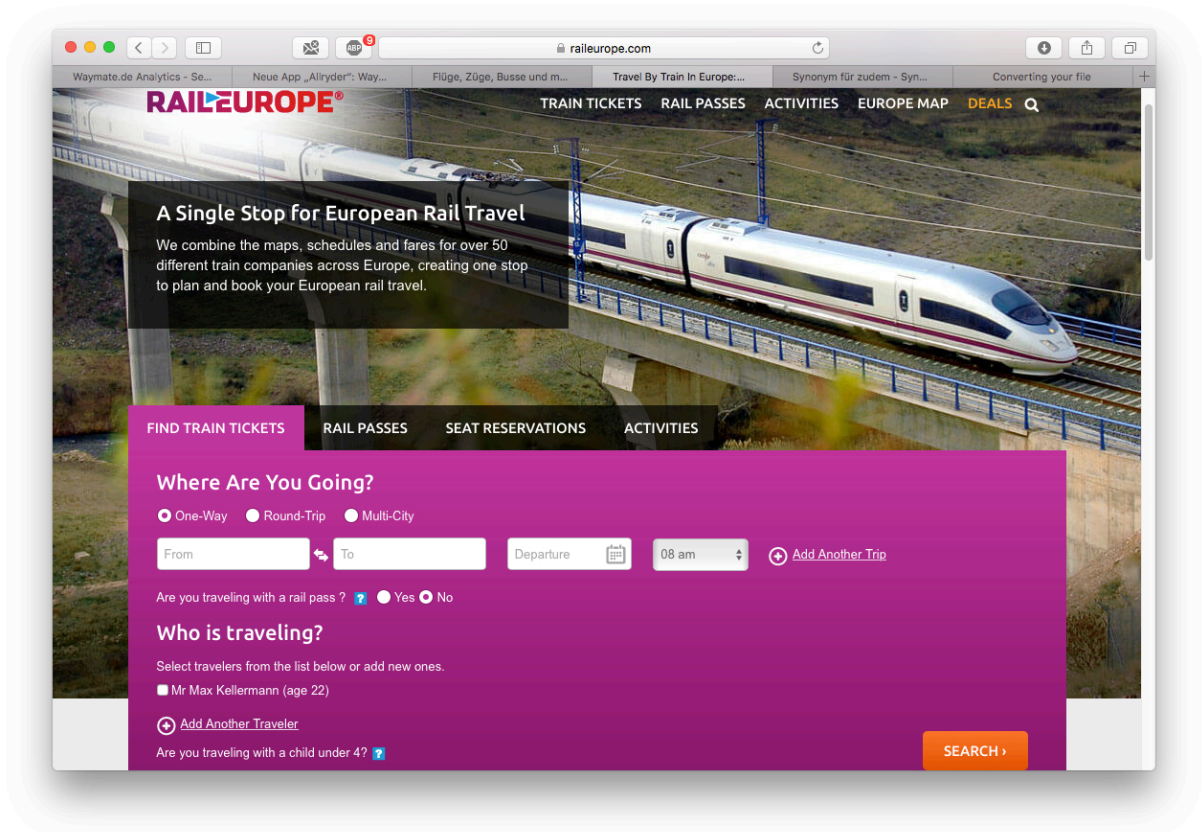 ABP 9
raileurope.com
Waymate.de Analytics - Se...
Neue App „Allryder": Way...
Flüge, Züge, Busse und m...
Travel By Train In Europe:...
Synonym für zudem - Syn...
Converting your file
RAILEUROPE®
TRAIN TICKETS RAIL PASSES ACTIVITIES EUROPE MAP DEALS
A Single Stop for European Rail Travel
We combine the maps, schedules and fares for over 50
different train companies across Europe, creating one stop
to plan and book your European rail travel.
FIND TRAIN TICKETS RAIL PASSES SEAT RESERVATIONS ACTIVITIES
Where Are You Going?
One-Way Round-Trip Multi-City
From To Departure 08 am Add Another Trip
Are you traveling with a rail pass ? ? Yes No
Who is traveling?
Select travelers from the list below or add new ones.
Mr Max Kellermann (age 22)
Add Another Traveler
Are you traveling with a child under 4? ?
SEARCH ›